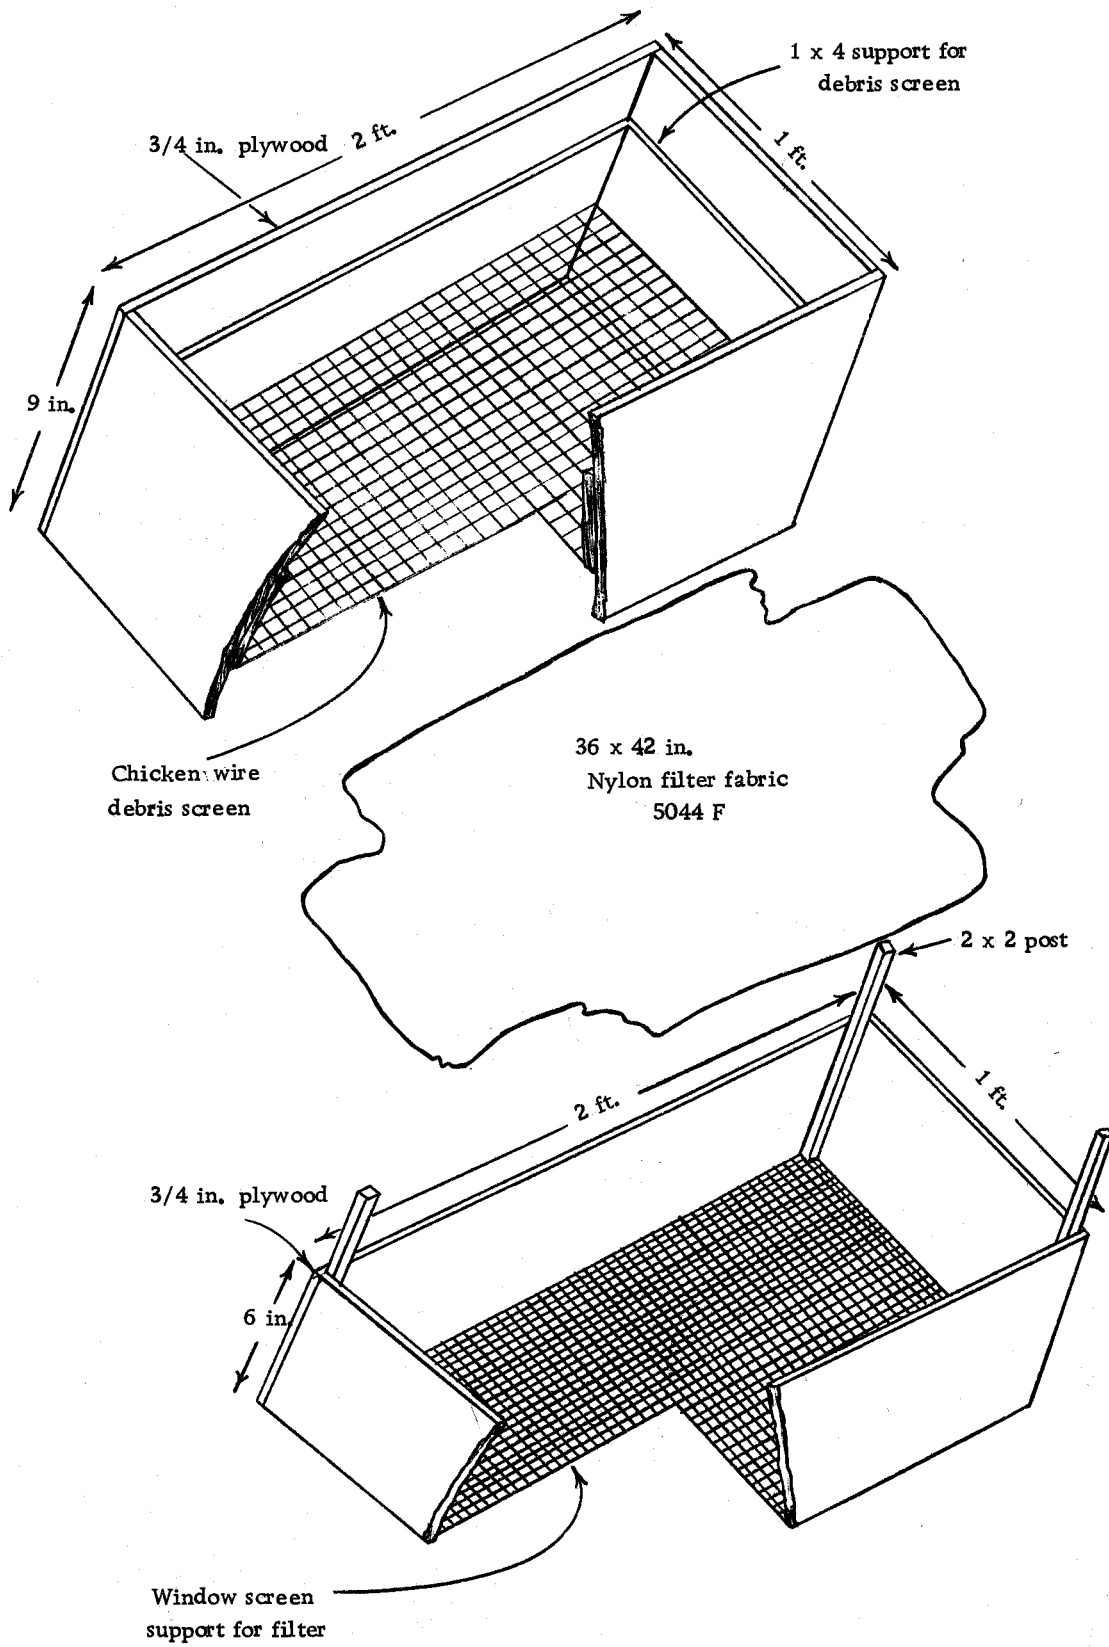 1 x 4 support for
debris screen
3/4 in. plywood
2 ft.
1 ft.
9 in.
Chicken wire
debris screen
36 x 42 in.
Nylon filter fabric
5044 F
2 x 2 post
2 ft.
1 ft.
3/4 in. plywood
6 in.
Window screen
support for filter